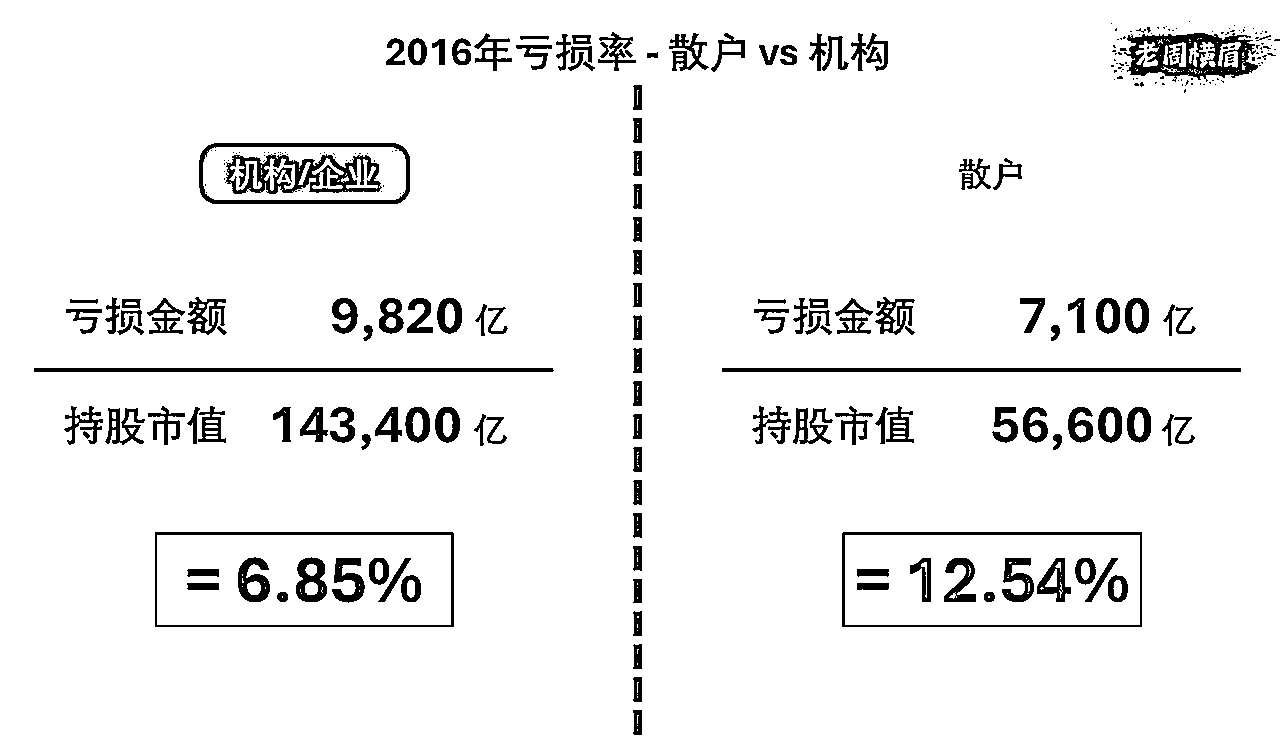 2016年亏损率 - 散户 vs 机构
老周横眉
机构/企业
亏损金额 9,820 亿
持股市值 143,400 亿
= 6.85%
散户
亏损金额 7,100 亿
持股市值 56,600 亿
= 12.54%